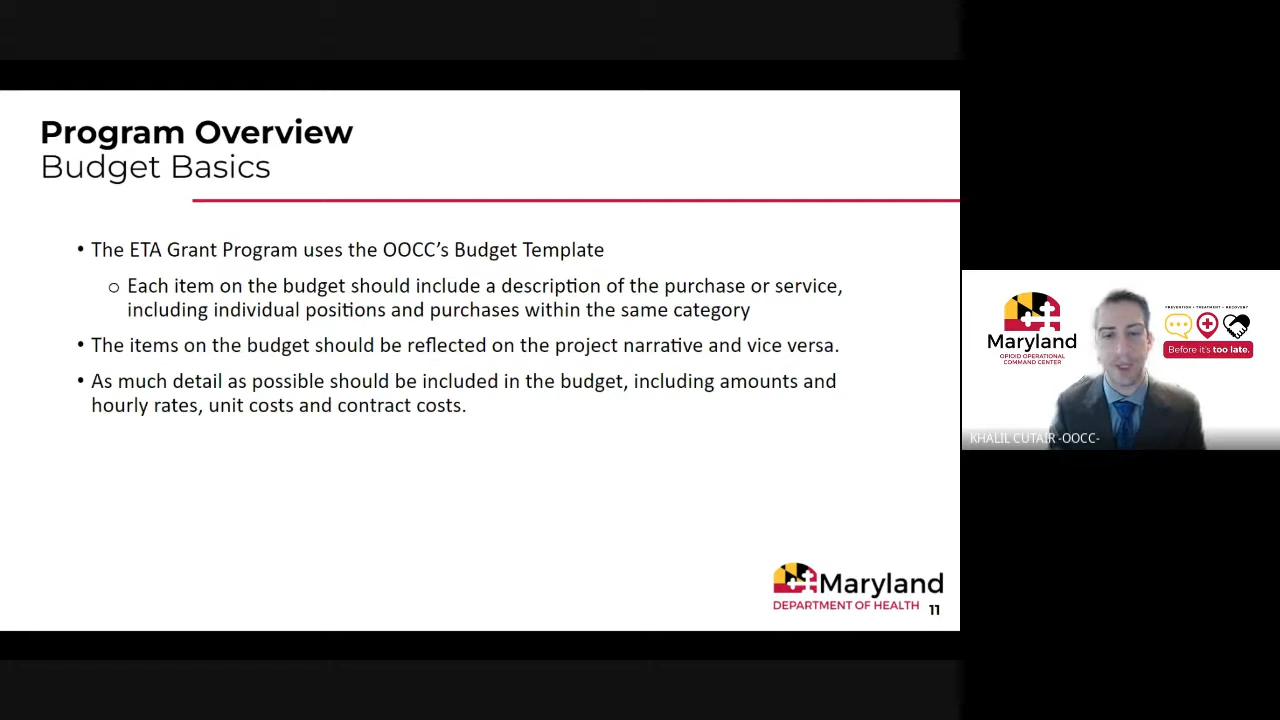 Program Overview
Budget Basics
• The ETA Grant Program uses the OOCC’s Budget Template
o Each item on the budget should include a description of the purchase or service,
including individual positions and purchases within the same category
• The items on the budget should be reflected on the project narrative and vice versa.
• As much detail as possible should be included in the budget, including amounts and
hourly rates, unit costs and contract costs.
Maryland
DEPARTMENT OF HEALTH
11
Maryland
OPIOID OPERATIONAL
COMMAND CENTER
PREVENTION • TREATMENT • RECOVERY
Before it's too late.
KHALIL CUTAIR -OOCC-